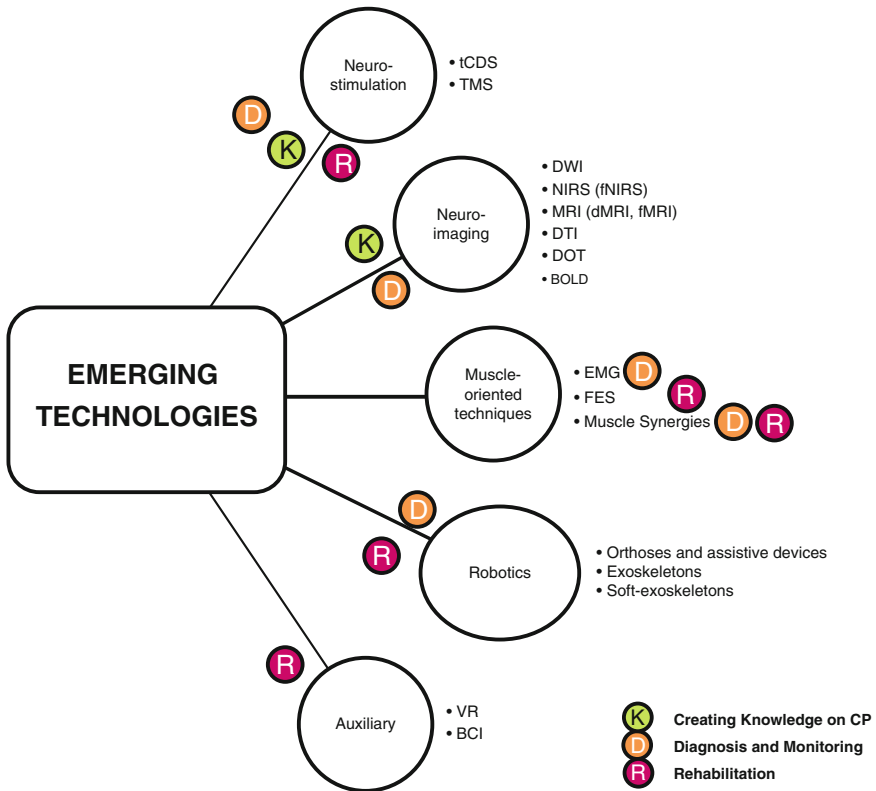 Neuro-
stimulation
• tCDS
• TMS
D
K
R
Neuro-
imaging
• DWI
• NIRS (fNIRS)
• MRI (dMRI, fMRI)
• DTI
• DOT
• BOLD
K
D
EMERGING
TECHNOLOGIES
Muscle-
oriented
techniques
• EMG D
• FES R
• Muscle Synergies D R
D
R
Robotics
• Orthoses and assistive devices
• Exoskeletons
• Soft-exoskeletons
R
Auxiliary
• VR
• BCI
K Creating Knowledge on CP
D Diagnosis and Monitoring
R Rehabilitation